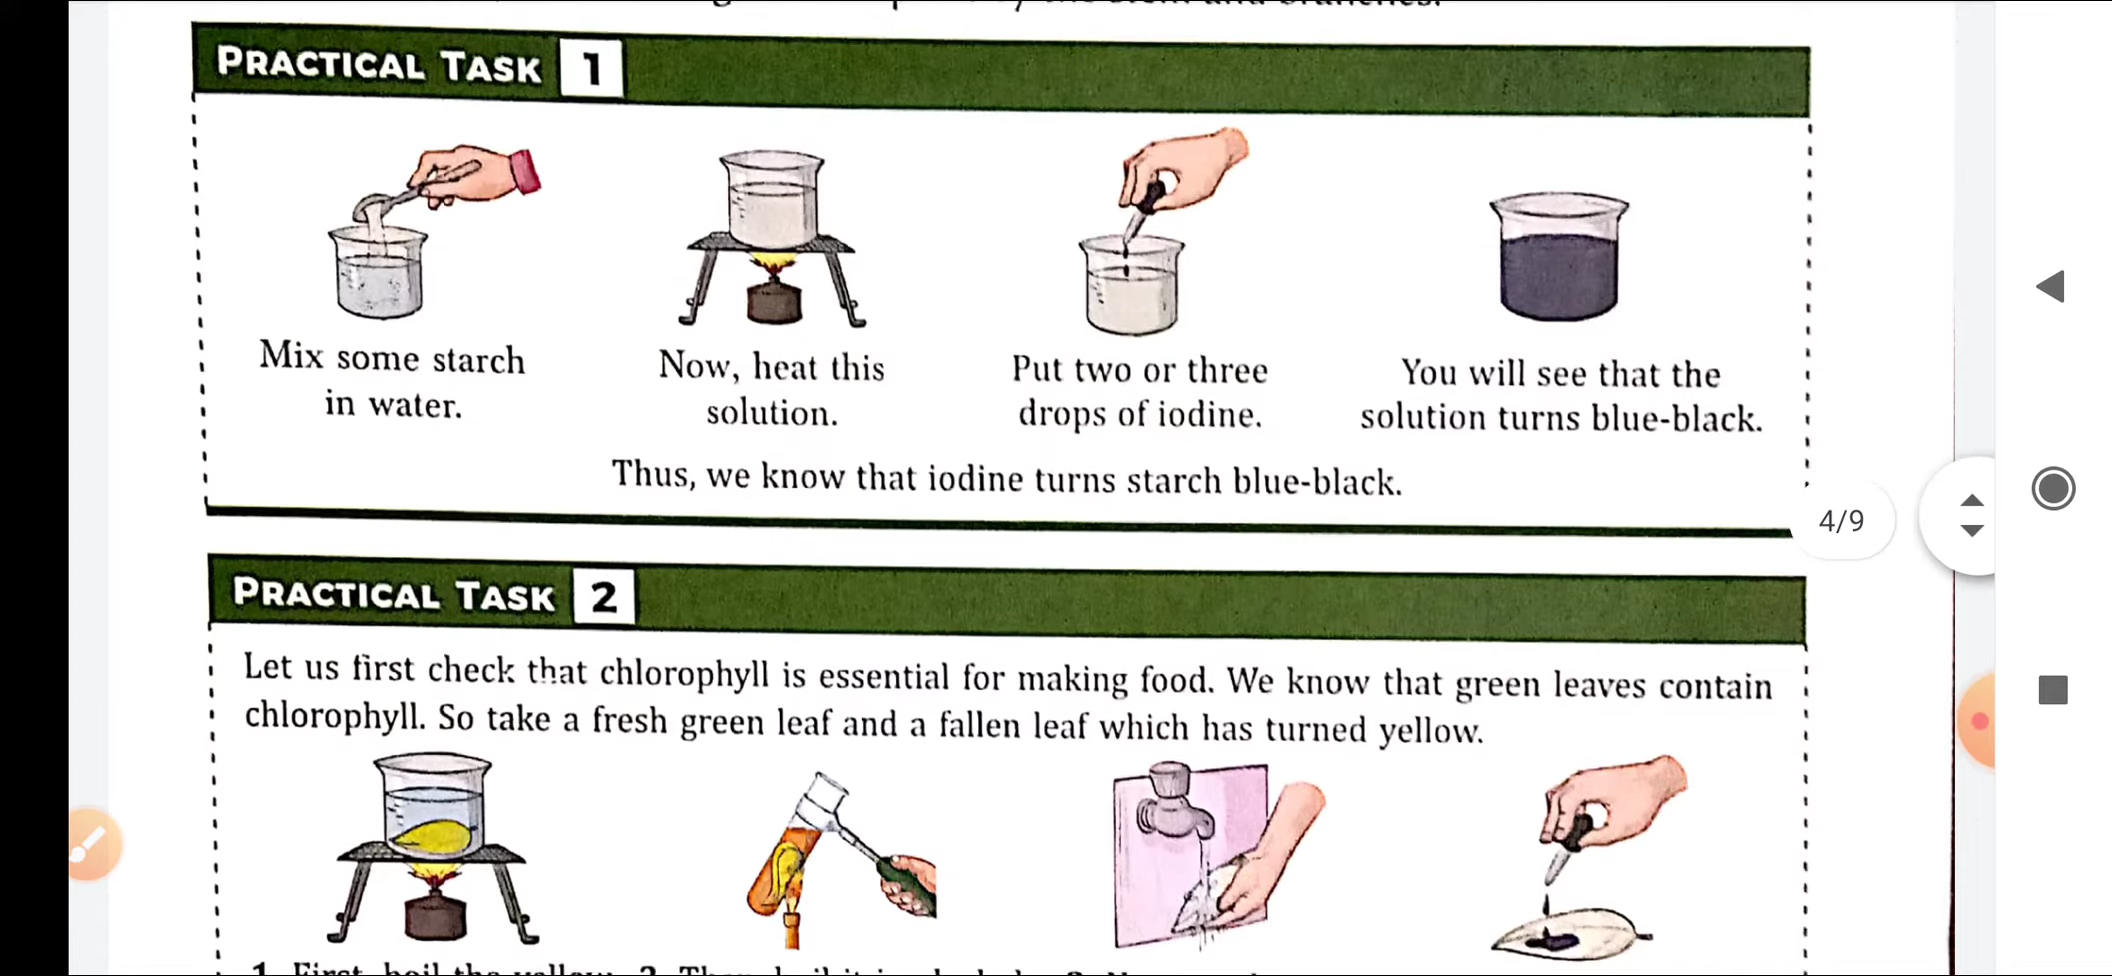 PRACTICAL TASK 1
Mix some starch
in water.
Now, heat this
solution.
Put two or three
drops of iodine.
You will see that the
solution turns blue-black.
Thus, we know that iodine turns starch blue-black.
4/9
PRACTICAL TASK 2
Let us first check that chlorophyll is essential for making food. We know that green leaves contain
chlorophyll. So take a fresh green leaf and a fallen leaf which has turned yellow.